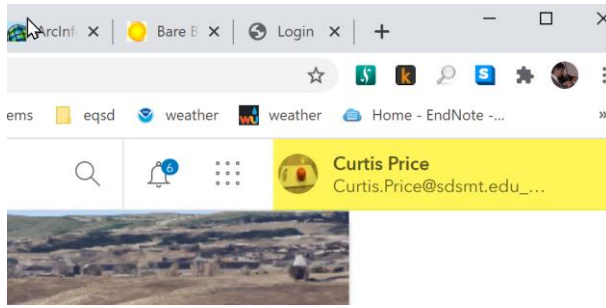 ArcInf Bare B Login
S k S
ems eqsd weather weather Home - EndNote -... »
6
Curtis Price
Curtis.Price@sdsmt.edu_...